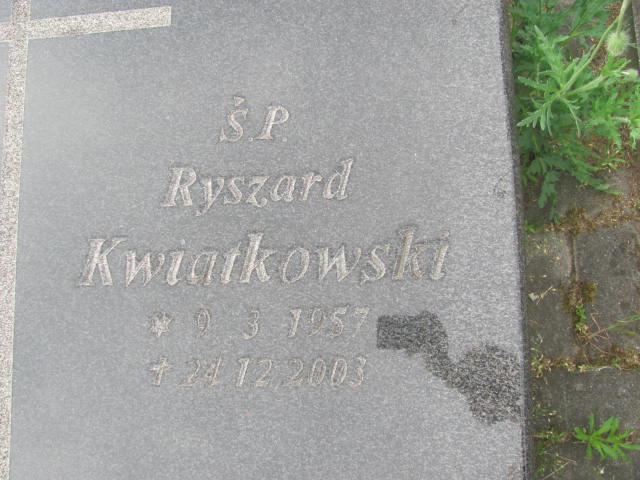 Ś.P.
Ryszard
Kwiatkowski
* 9 3 1957
✝ 24.12.2003